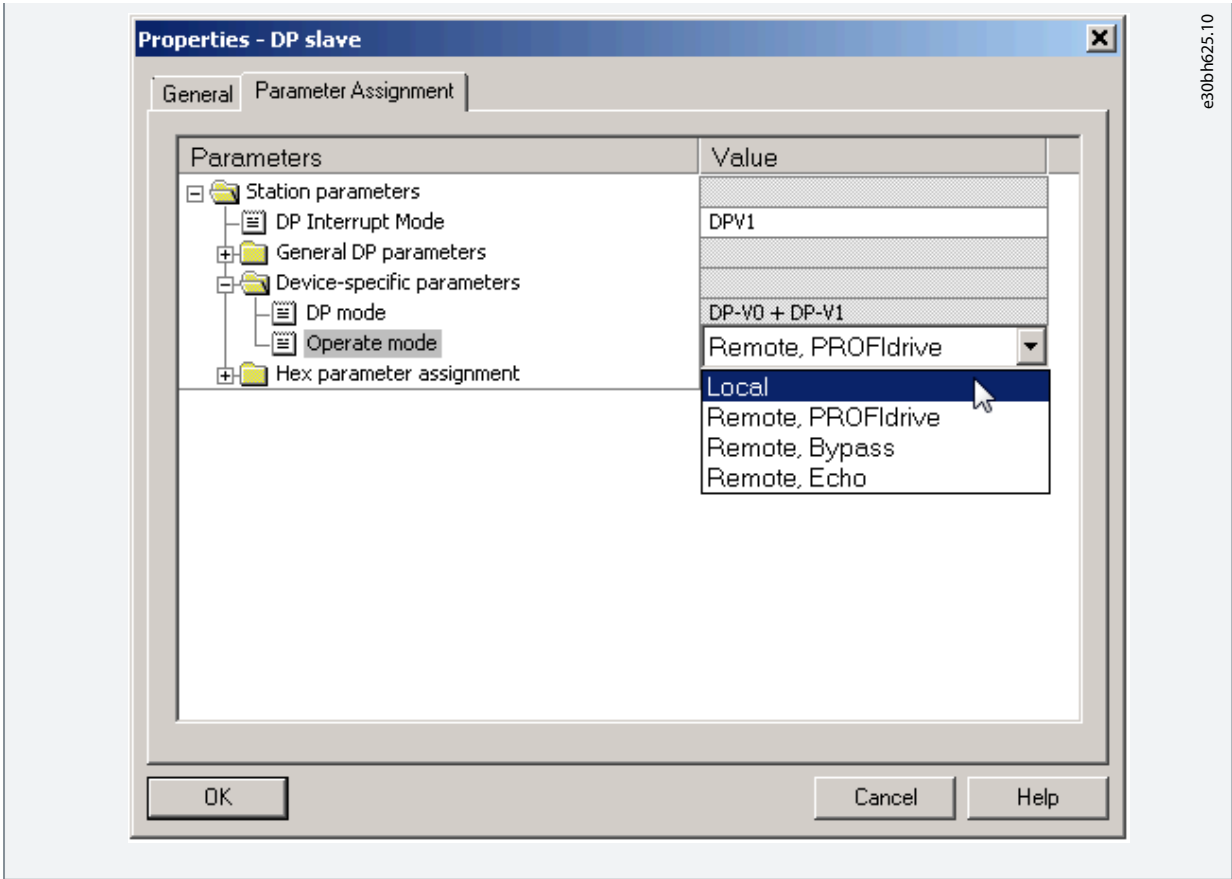 Properties - DP slave
e30bh625.10
General Parameter Assignment
Parameters Value
Station parameters
DP Interrupt Mode DPV1
General DP parameters
Device-specific parameters
DP mode DP-V0 + DP-V1
Operate mode Remote, PROFIdrive
Hex parameter assignment
Local
Remote, PROFIdrive
Remote, Bypass
Remote, Echo
OK Cancel Help